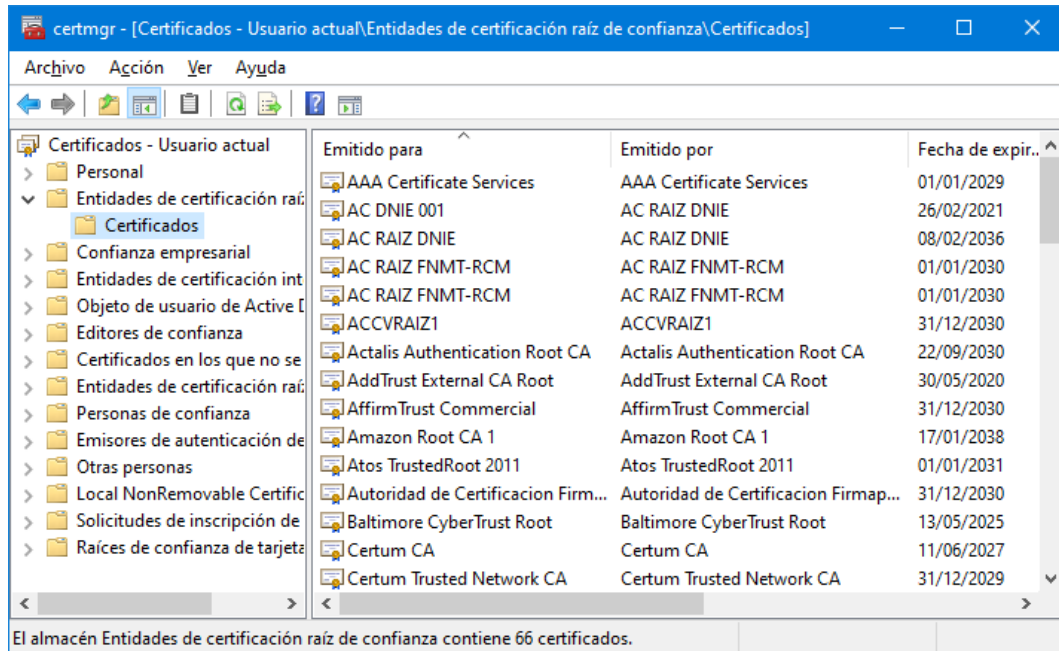 certmgr - [Certificados - Usuario actual\Entidades de certificación raíz de confianza\Certificados]
Archivo Acción Ver Ayuda
Certificados - Usuario actual
Personal
Entidades de certificación raíz
Certificados
Confianza empresarial
Entidades de certificación int
Objeto de usuario de Active D
Editores de confianza
Certificados en los que no se
Entidades de certificación raíz
Personas de confianza
Emisores de autenticación de
Otras personas
Local NonRemovable Certific
Solicitudes de inscripción de
Raíces de confianza de tarjeta
Emitido para Emitido por Fecha de expir...
AAA Certificate Services AAA Certificate Services 01/01/2029
AC DNIE 001 AC RAIZ DNIE 26/02/2021
AC RAIZ DNIE AC RAIZ DNIE 08/02/2036
AC RAIZ FNMT-RCM AC RAIZ FNMT-RCM 01/01/2030
AC RAIZ FNMT-RCM AC RAIZ FNMT-RCM 01/01/2030
ACCVRAIZ1 ACCVRAIZ1 31/12/2030
Actalis Authentication Root CA Actalis Authentication Root CA 22/09/2030
AddTrust External CA Root AddTrust External CA Root 30/05/2020
AffirmTrust Commercial AffirmTrust Commercial 31/12/2030
Amazon Root CA 1 Amazon Root CA 1 17/01/2038
Atos TrustedRoot 2011 Atos TrustedRoot 2011 01/01/2031
Autoridad de Certificacion Firm... Autoridad de Certificacion Firmap... 31/12/2030
Baltimore CyberTrust Root Baltimore CyberTrust Root 13/05/2025
Certum CA Certum CA 11/06/2027
Certum Trusted Network CA Certum Trusted Network CA 31/12/2029
El almacén Entidades de certificación raíz de confianza contiene 66 certificados.